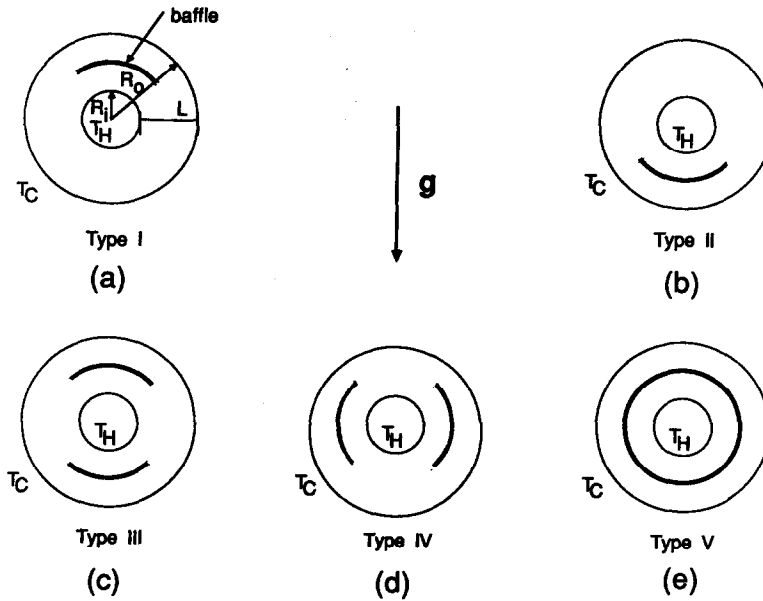 baffle
Ro
Ri
L
TH
TC
Type I
(a)
g
TH
TC
Type II
(b)
TH
TC
Type III
(c)
TH
TC
Type IV
(d)
TH
TC
Type V
(e)